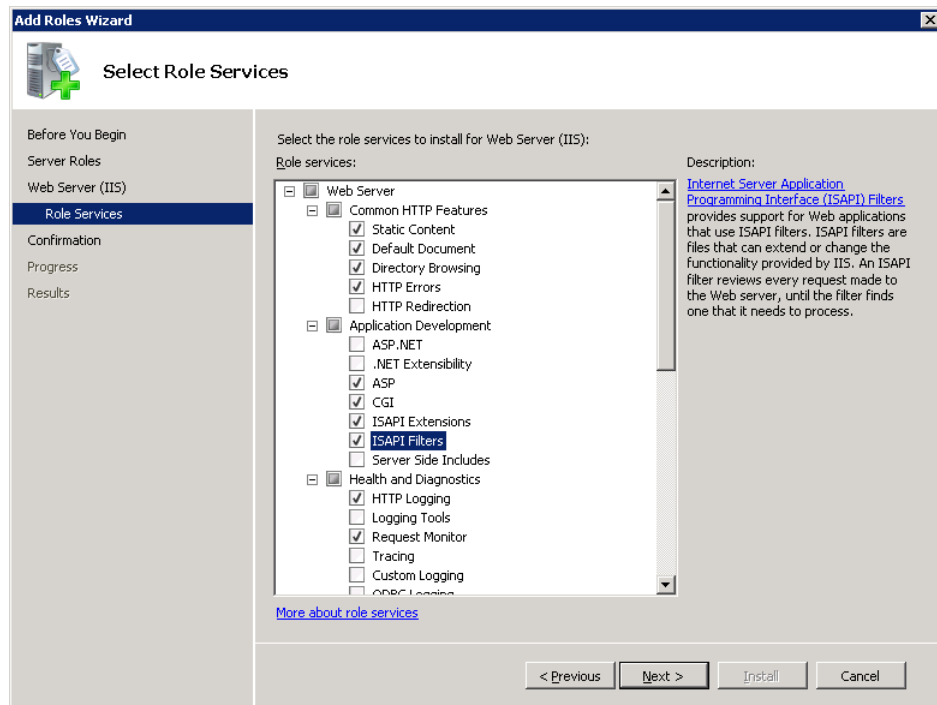 Add Roles Wizard
Select Role Services
Before You Begin
Server Roles
Web Server (IIS)
Role Services
Confirmation
Progress
Results
Select the role services to install for Web Server (IIS):
Role services:
Web Server
Common HTTP Features
Static Content
Default Document
Directory Browsing
HTTP Errors
HTTP Redirection
Application Development
ASP.NET
.NET Extensibility
ASP
CGI
ISAPI Extensions
ISAPI Filters
Server Side Includes
Health and Diagnostics
HTTP Logging
Logging Tools
Request Monitor
Tracing
Custom Logging
ODBC Logging
More about role services
Description:
Internet Server Application
Programming Interface (ISAPI) Filters
provides support for Web applications
that use ISAPI filters. ISAPI filters are
files that can extend or change the
functionality provided by IIS. An ISAPI
filter reviews every request made to
the Web server, until the filter finds
one that it needs to process.
< Previous
Next >
Install
Cancel